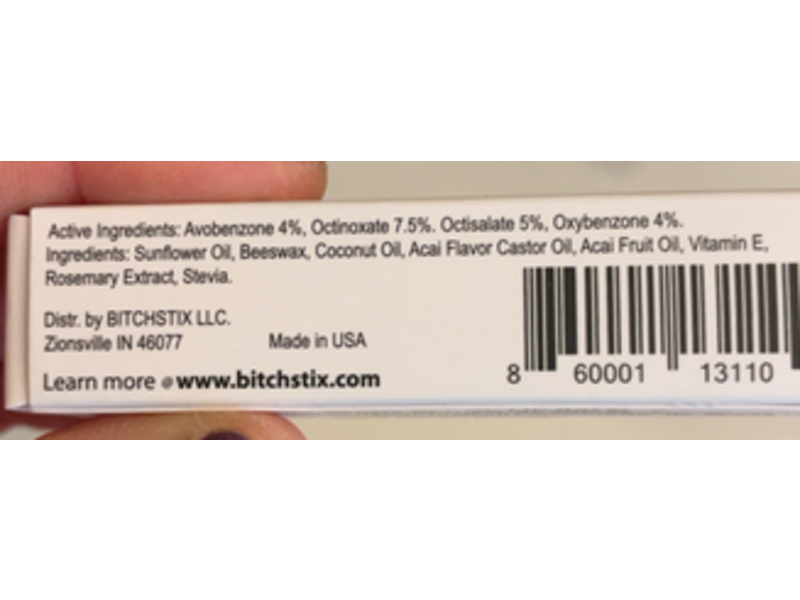 Active Ingredients: Avobenzone 4%, Octinoxate 7.5%. Octisalate 5%, Oxybenzone 4%.
Ingredients: Sunflower Oil, Beeswax, Coconut Oil, Acai Flavor Castor Oil, Acai Fruit Oil, Vitamin E,
Rosemary Extract, Stevia.
Distr. by BITCHSTIX LLC.
Zionsville IN 46077 Made in USA
Learn more @ www.bitchstix.com
8 60001 13110